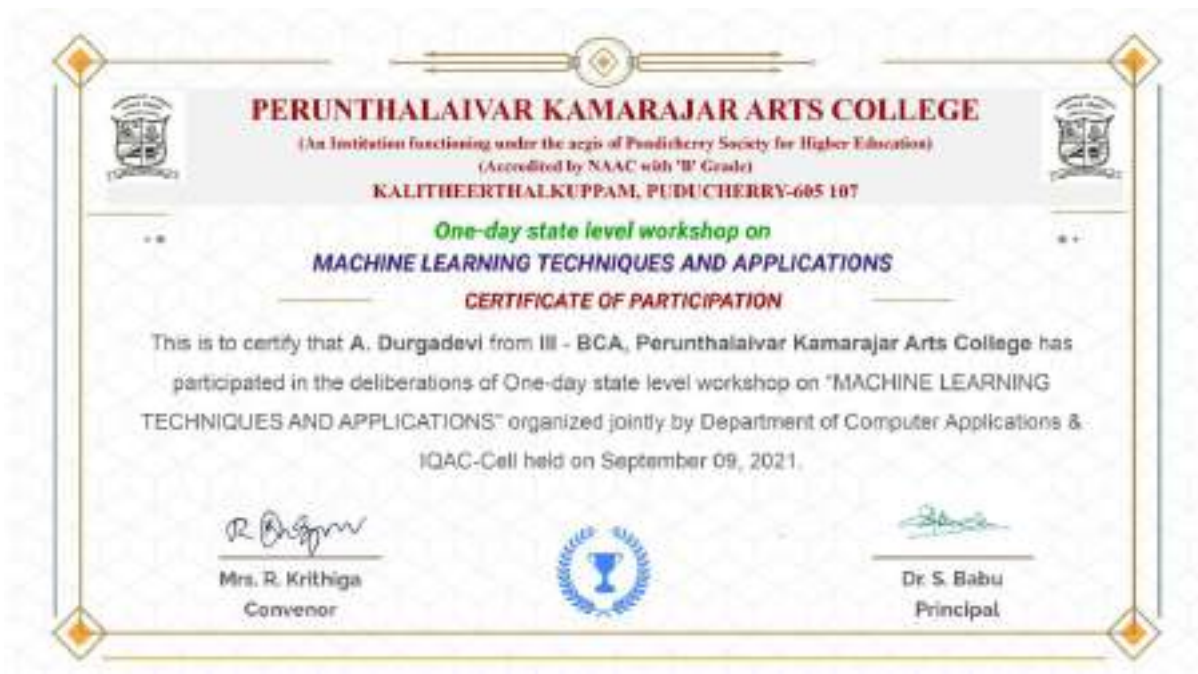 PERUNTHALAIVAR KAMARAJAR ARTS COLLEGE
(An Institution functioning under the aegis of Pondicherry Society for Higher Education)
(Accredited by NAAC with 'B' Grade)
KALITHEERTHALKUPPAM, PUDUCHERRY-605 107
One-day state level workshop on
MACHINE LEARNING TECHNIQUES AND APPLICATIONS
CERTIFICATE OF PARTICIPATION
This is to certify that A. Durgadevi from III - BCA, Perunthalaivar Kamarajar Arts College has
participated in the deliberations of One-day state level workshop on "MACHINE LEARNING
TECHNIQUES AND APPLICATIONS" organized jointly by Department of Computer Applications &
IQAC-Cell held on September 09, 2021.
Mrs. R. Krithiga
Convenor
Dr. S. Babu
Principal